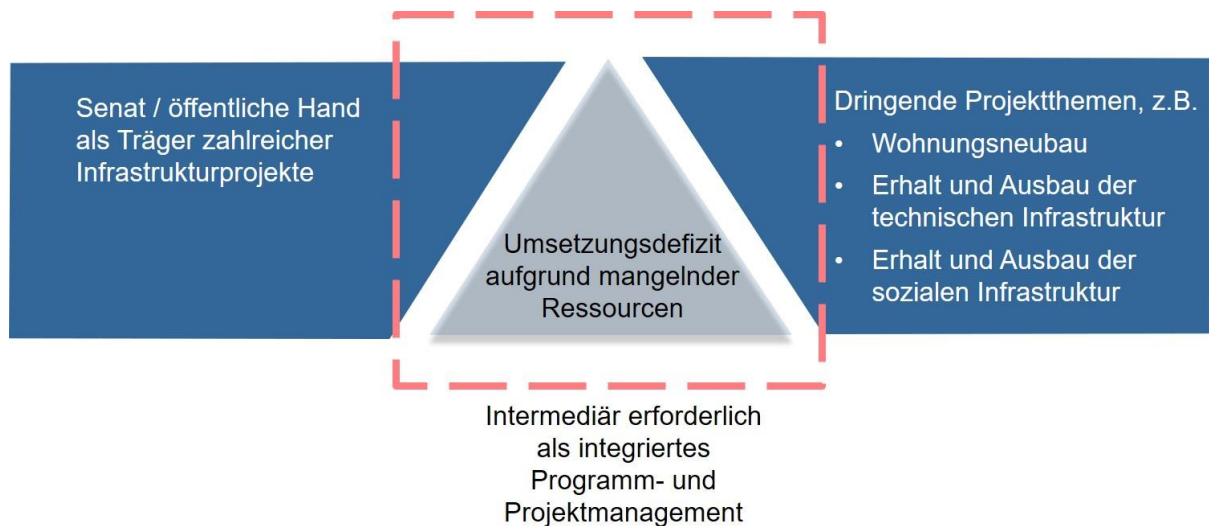 Senat / öffentliche Hand
als Träger zahlreicher
Infrastrukturprojekte
Umsetzungsdefizit
aufgrund mangelnder
Ressourcen
Dringende Projektthemen, z.B.
• Wohnungsneubau
• Erhalt und Ausbau der
technischen Infrastruktur
• Erhalt und Ausbau der
sozialen Infrastruktur
Intermediär erforderlich
als integriertes
Programm- und
Projektmanagement